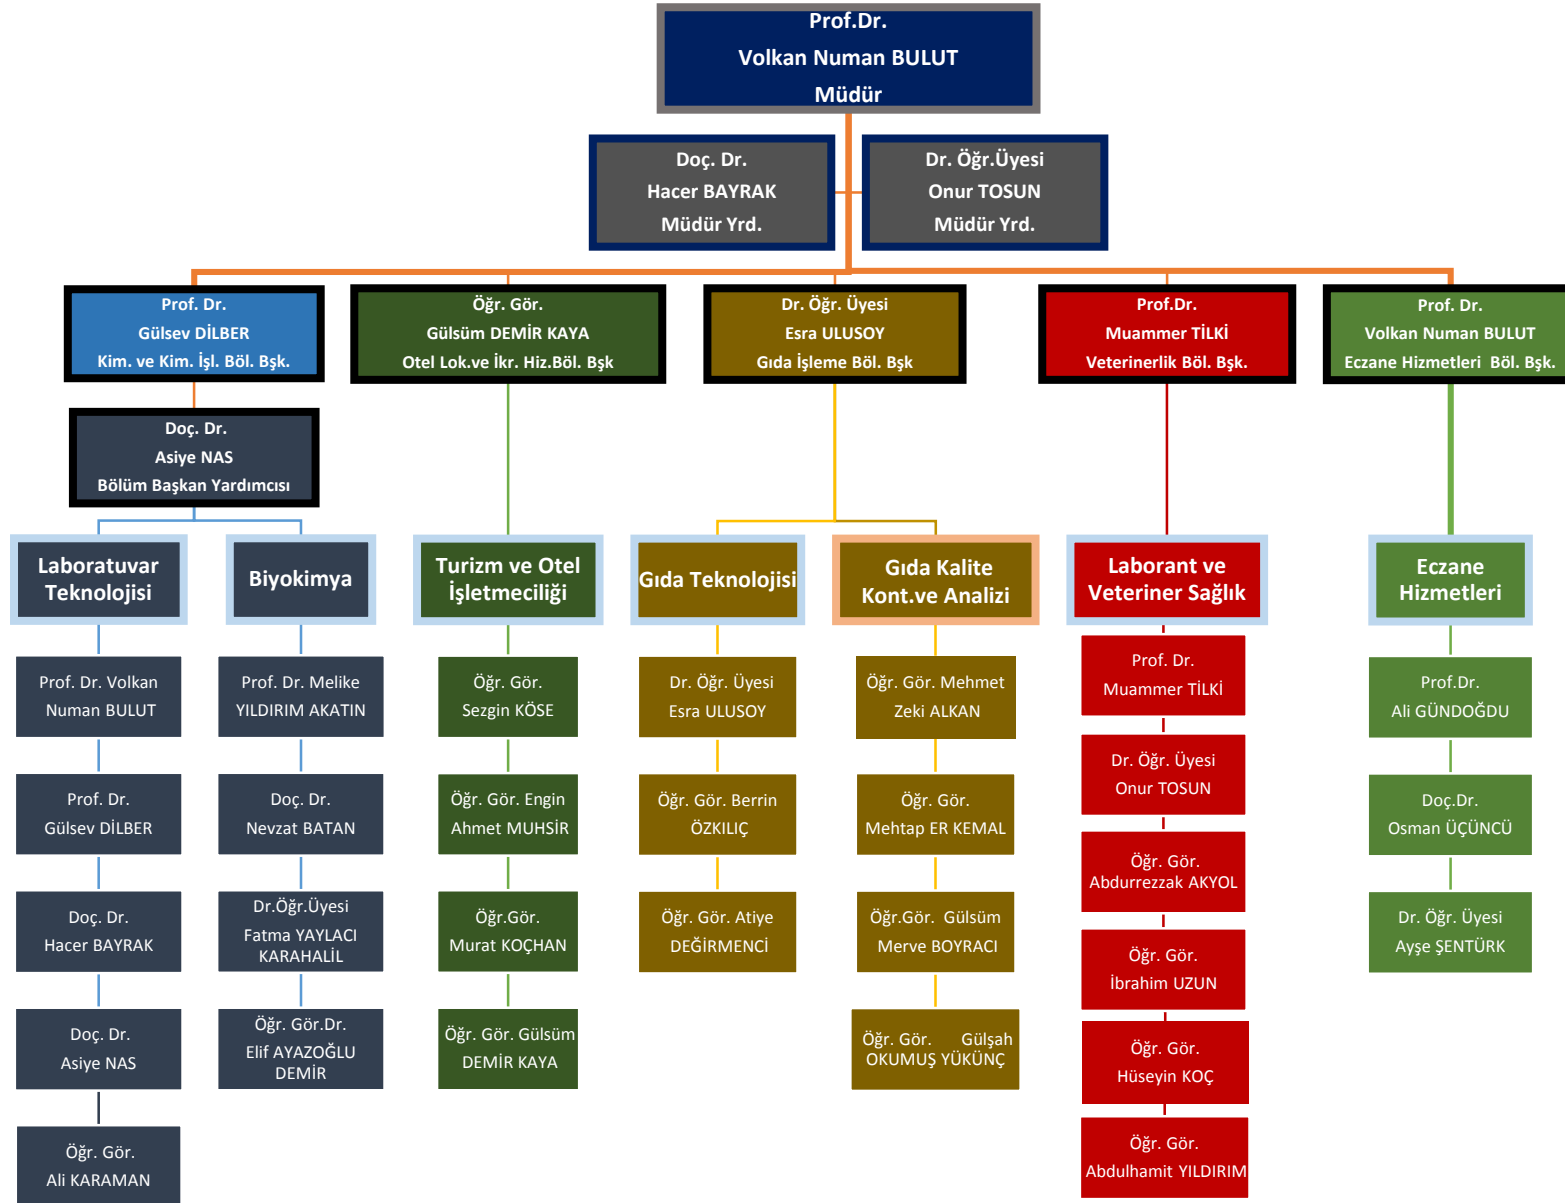 Prof.Dr.
Volkan Numan BULUT
Müdür
Doç. Dr.
Hacer BAYRAK
Müdür Yrd.
Dr. Öğr.Üyesi
Onur TOSUN
Müdür Yrd.
Prof. Dr.
Gülsev DİLBER
Kim. ve Kim. İşl. Böl. Bşk.
Öğr. Gör.
Gülsüm DEMİR KAYA
Otel Lok.ve İkr. Hiz.Böl. Bşk
Dr. Öğr. Üyesi
Esra ULUSOY
Gıda İşleme Böl. Bşk
Prof.Dr.
Muammer TİLKİ
Veterinerlik Böl. Bşk.
Prof. Dr.
Volkan Numan BULUT
Eczane Hizmetleri  Böl. Bşk.
Doç. Dr.
Asiye NAS
Bölüm Başkan Yardımcısı
Laboratuvar
Teknolojisi
Biyokimya
Turizm ve Otel
İşletmeciliği
Gıda Teknolojisi
Gıda Kalite
Kont.ve Analizi
Laborant ve
Veteriner Sağlık
Eczane
Hizmetleri
Prof. Dr. Volkan
Numan BULUT
Prof. Dr.
Gülsev DİLBER
Doç. Dr.
Hacer BAYRAK
Doç. Dr.
Asiye NAS
Öğr. Gör.
Ali KARAMAN
Prof. Dr. Melike
YILDIRIM AKATIN
Doç. Dr.
Nevzat BATAN
Dr.Öğr.Üyesi
Fatma YAYLACI
KARAHALİL
Öğr. Gör.Dr.
Elif AYAZOĞLU
DEMİR
Öğr. Gör.
Sezgin KÖSE
Öğr. Gör. Engin
Ahmet MUHSİR
Öğr.Gör.
Murat KOÇHAN
Öğr. Gör. Gülsüm
DEMİR KAYA
Dr. Öğr. Üyesi
Esra ULUSOY
Öğr. Gör. Berrin
ÖZKILIÇ
Öğr. Gör. Atiye
DEĞİRMENCİ
Öğr. Gör. Mehmet
Zeki ALKAN
Öğr. Gör.
Mehtap ER KEMAL
Öğr.Gör.  Gülsüm
Merve BOYRACI
Öğr. Gör.      Gülşah
OKUMUŞ YÜKÜNÇ
Prof. Dr.
Muammer TİLKİ
Dr. Öğr. Üyesi
Onur TOSUN
Öğr. Gör.
Abdurrezzak AKYOL
Öğr. Gör.
İbrahim UZUN
Öğr. Gör.
Hüseyin KOÇ
Öğr. Gör.
Abdulhamit YILDIRIM
Prof.Dr.
Ali GÜNDOĞDU
Doç.Dr.
Osman ÜÇÜNCÜ
Dr. Öğr. Üyesi
Ayşe ŞENTÜRK